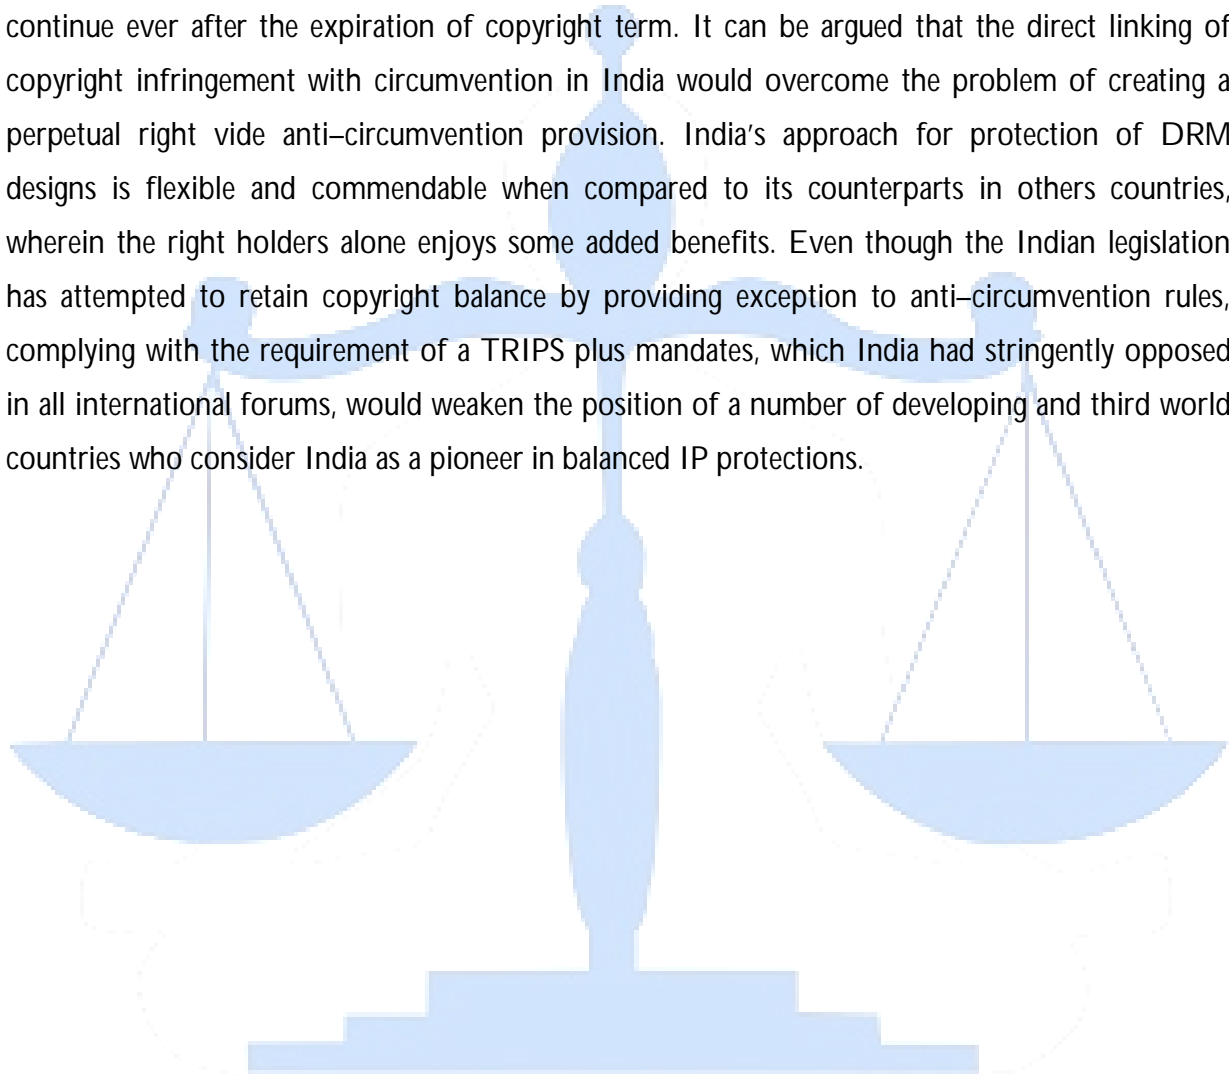 continue ever after the expiration of copyright term. It can be argued that the direct linking of
copyright infringement with circumvention in India would overcome the problem of creating a
perpetual right vide anti–circumvention provision. India's approach for protection of DRM
designs is flexible and commendable when compared to its counterparts in others countries,
wherein the right holders alone enjoys some added benefits. Even though the Indian legislation
has attempted to retain copyright balance by providing exception to anti–circumvention rules,
complying with the requirement of a TRIPS plus mandates, which India had stringently opposed
in all international forums, would weaken the position of a number of developing and third world
countries who consider India as a pioneer in balanced IP protections.